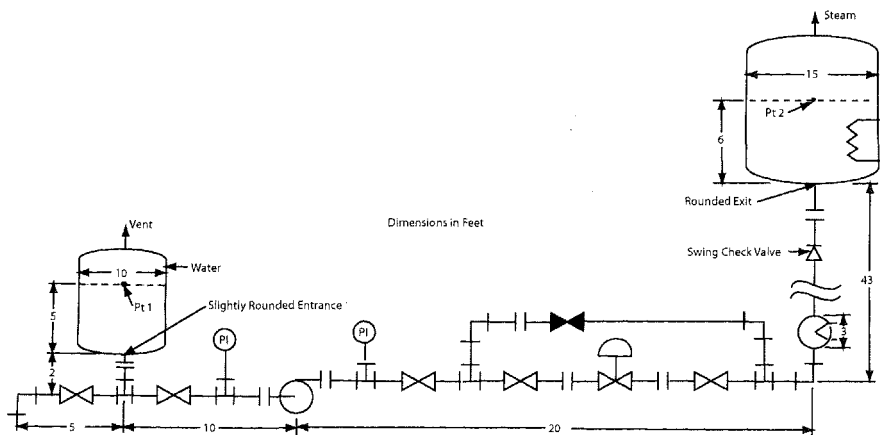 Steam
15
Pt 2
6
Rounded Exit
Dimensions in Feet
Vent
Swing Check Valve
10
Water
43
Pt 1
Slightly Rounded Entrance
5
PI
PI
3
2
5
10
20